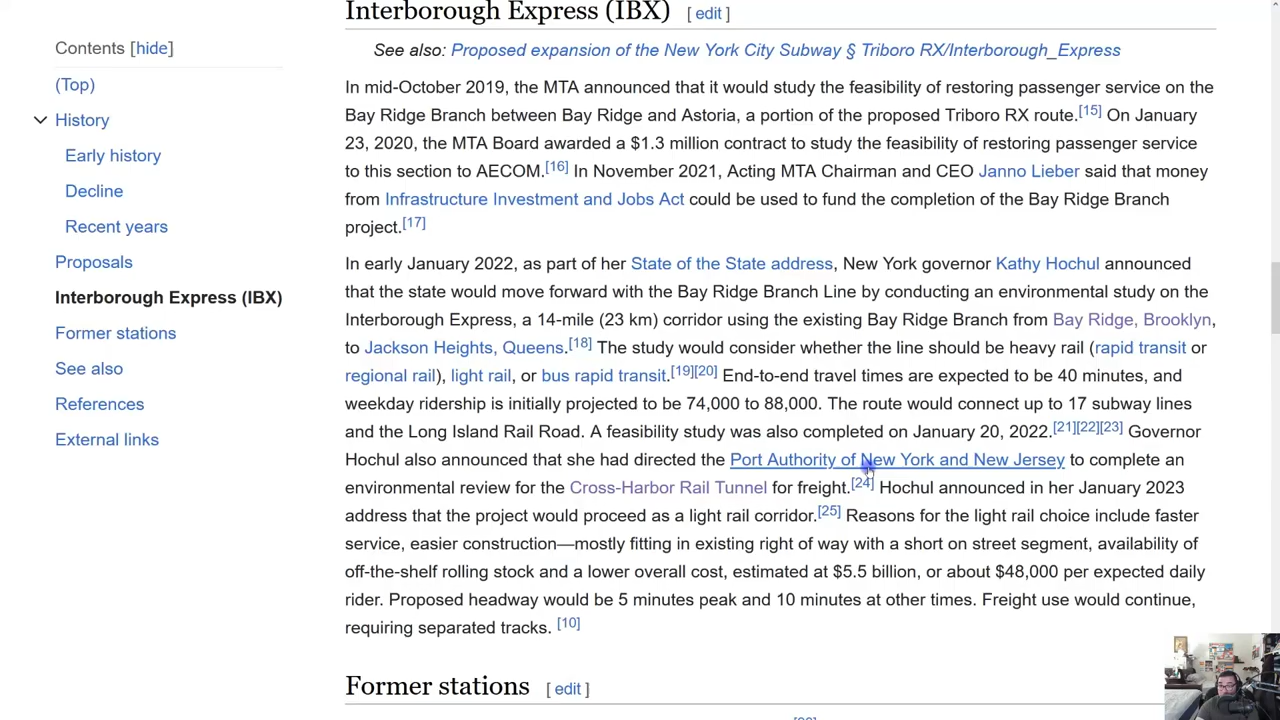 Interborough Express (IBX) [ edit ]
Contents [hide]
See also: Proposed expansion of the New York City Subway § Triboro RX/Interborough_Express
(Top)
History
Early history
Decline
Recent years
Proposals
Interborough Express (IBX)
Former stations
See also
References
External links
In mid-October 2019, the MTA announced that it would study the feasibility of restoring passenger service on the
Bay Ridge Branch between Bay Ridge and Astoria, a portion of the proposed Triboro RX route.[15] On January
23, 2020, the MTA Board awarded a $1.3 million contract to study the feasibility of restoring passenger service
to this section to AECOM.[16] In November 2021, Acting MTA Chairman and CEO Janno Lieber said that money
from Infrastructure Investment and Jobs Act could be used to fund the completion of the Bay Ridge Branch
project.[17]
In early January 2022, as part of her State of the State address, New York governor Kathy Hochul announced
that the state would move forward with the Bay Ridge Branch Line by conducting an environmental study on the
Interborough Express, a 14-mile (23 km) corridor using the existing Bay Ridge Branch from Bay Ridge, Brooklyn,
to Jackson Heights, Queens.[18] The study would consider whether the line should be heavy rail (rapid transit or
regional rail), light rail, or bus rapid transit.[19][20] End-to-end travel times are expected to be 40 minutes, and
weekday ridership is initially projected to be 74,000 to 88,000. The route would connect up to 17 subway lines
and the Long Island Rail Road. A feasibility study was also completed on January 20, 2022.[21][22][23] Governor
Hochul also announced that she had directed the Port Authority of New York and New Jersey to complete an
environmental review for the Cross-Harbor Rail Tunnel for freight.[24] Hochul announced in her January 2023
address that the project would proceed as a light rail corridor.[25] Reasons for the light rail choice include faster
service, easier construction—mostly fitting in existing right of way with a short on street segment, availability of
off-the-shelf rolling stock and a lower overall cost, estimated at $5.5 billion, or about $48,000 per expected daily
rider. Proposed headway would be 5 minutes peak and 10 minutes at other times. Freight use would continue,
requiring separated tracks. [10]
Former stations [ edit ]